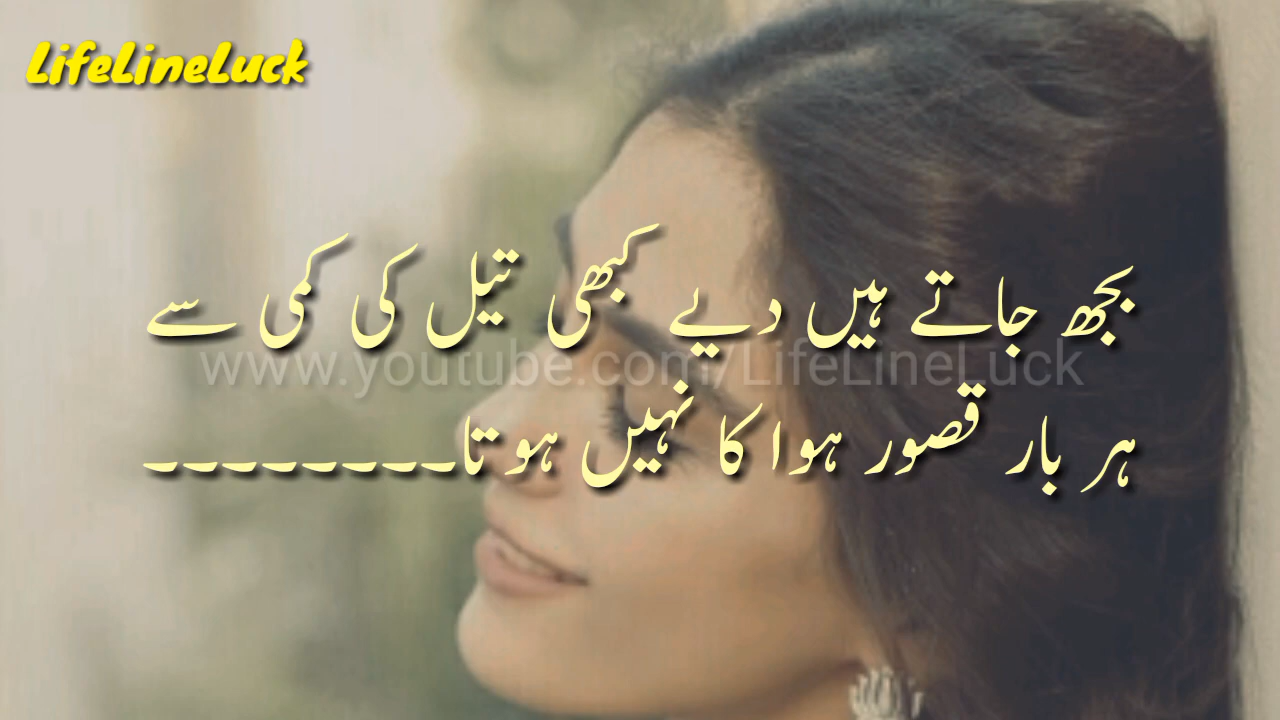 LifeLineLuck
بجھ جاتے ہیں دیے کبھی تیل کی کمی سے
www.youtube.com/LifeLineLuck
ہر بار قصور ہوا کا نہیں ہوتا۔۔۔۔۔۔۔۔